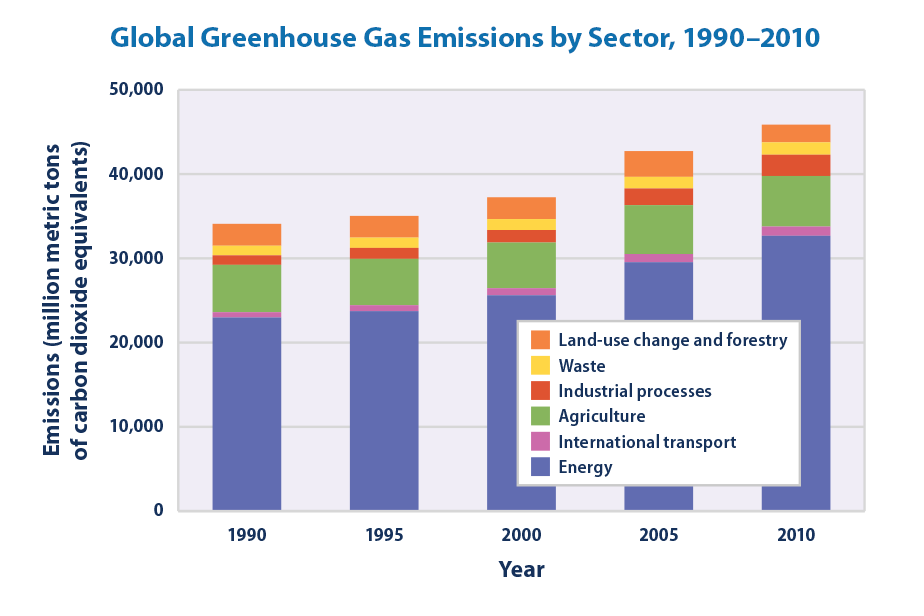 Global Greenhouse Gas Emissions by Sector, 1990–2010
Emissions (million metric tons
of carbon dioxide equivalents)
50,000
40,000
30,000
20,000
10,000
0
Land-use change and forestry
Waste
Industrial processes
Agriculture
International transport
Energy
1990
1995
2000
2005
2010
Year